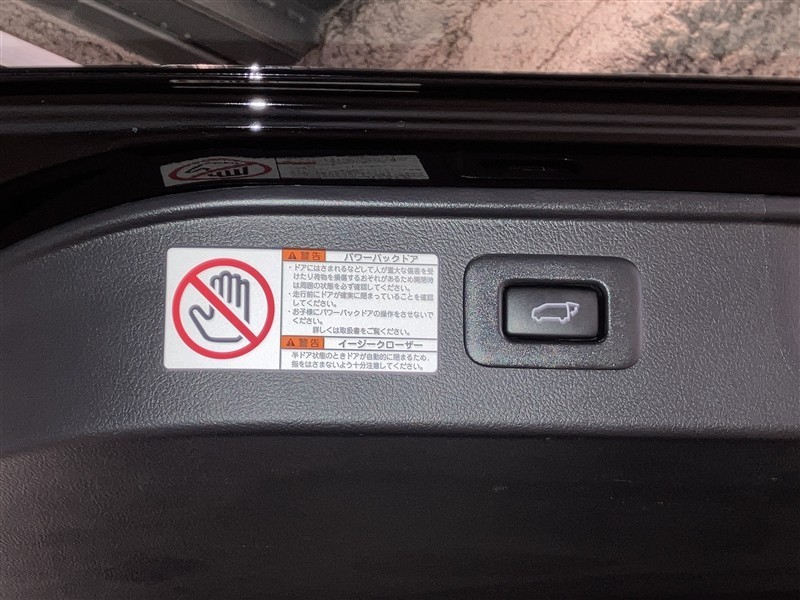 警告 パワーバックドア
・ドアにはさまれるなどして人が重大な傷害を受
けたり荷物を損傷するおそれがあるため開閉時
は周囲の状態を必ず確認してください。
・走行前にドアが確実に閉まっていることを確認
してください。
・お子様にパワーバックドアの操作をさせないで
ください。
詳しくは取扱書をご覧ください。
警告 イージークローザー
半ドア状態のときドアが自動的に閉まるため、
指をはさまないよう十分注意してください。